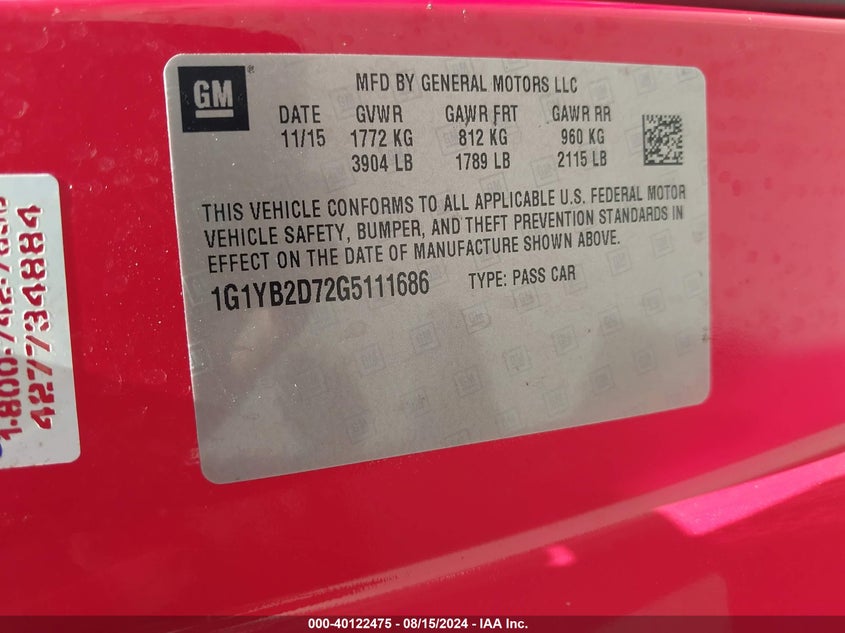 GM
MFD BY GENERAL MOTORS LLC
DATE GVWR GAWR FRT GAWR RR
11/15 1772 KG 812 KG 960 KG
3904 LB 1789 LB 2115 LB
THIS VEHICLE CONFORMS TO ALL APPLICABLE U.S. FEDERAL MOTOR
VEHICLE SAFETY, BUMPER, AND THEFT PREVENTION STANDARDS IN
EFFECT ON THE DATE OF MANUFACTURE SHOWN ABOVE.
1G1YB2D72G5111686 TYPE: PASS CAR
427734884
000-40122475 - 08/15/2024 - IAA Inc.